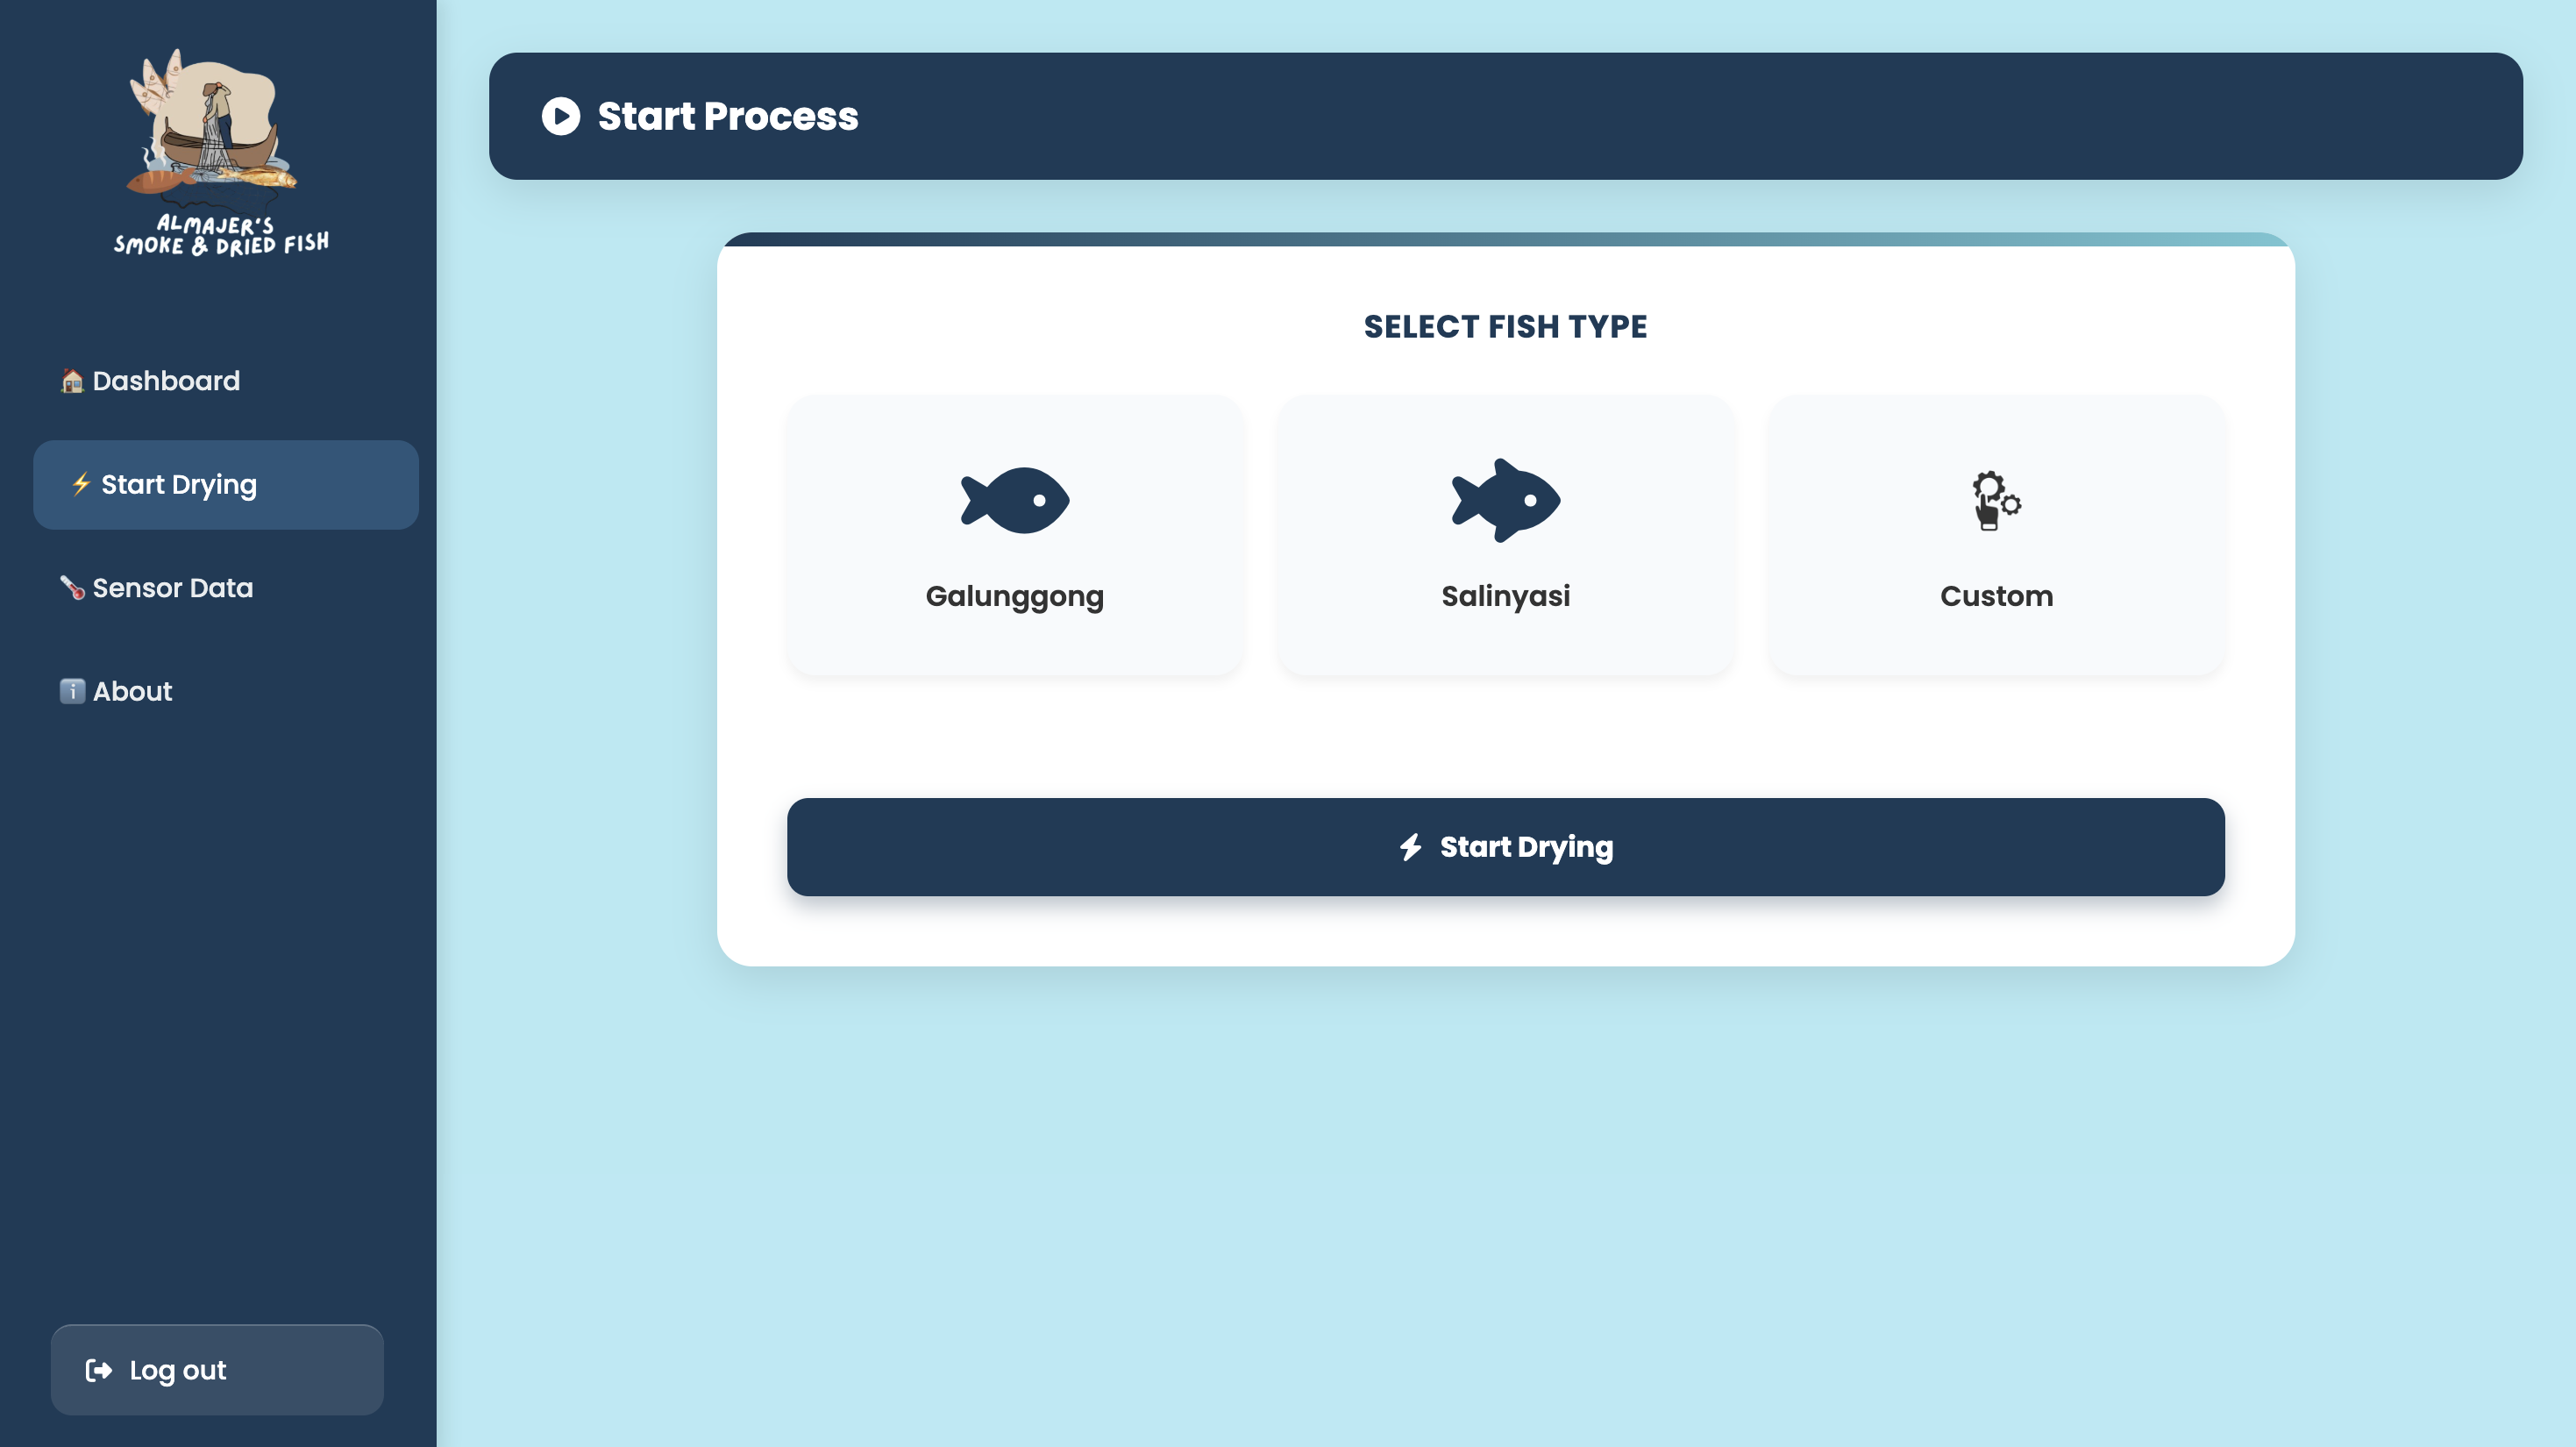 ALMAJER'S
SMOKE & DRIED FISH
Dashboard
Start Drying
Sensor Data
About
Log out
Start Process
SELECT FISH TYPE
Galunggong
Salinyasi
Custom
Start Drying